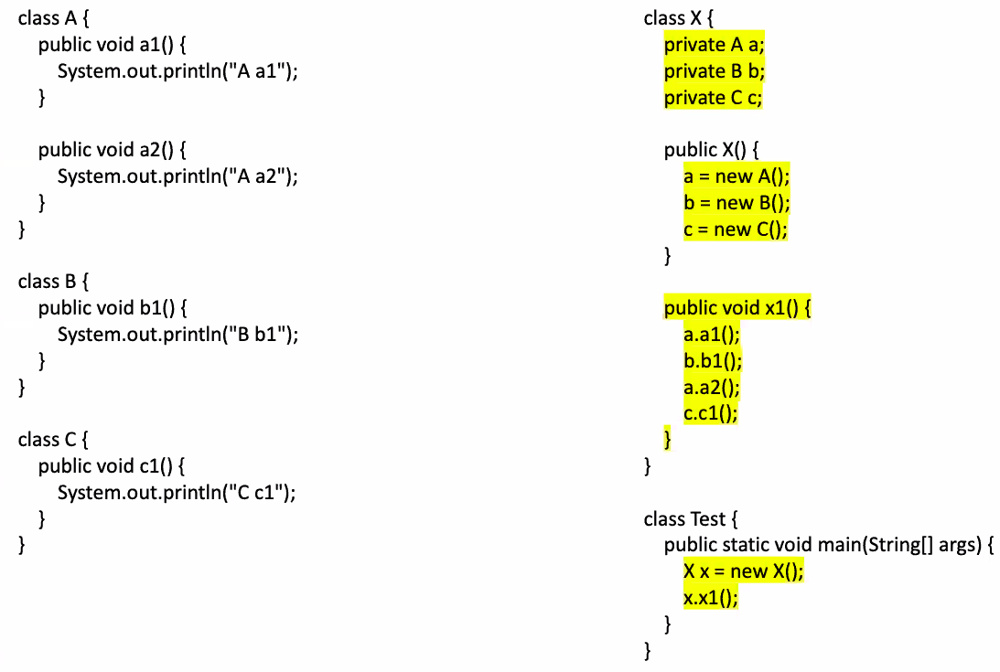 class A {
public void a1() {
System.out.println("A a1");
}
public void a2() {
System.out.println("A a2");
}
}
class B {
public void b1() {
System.out.println("B b1");
}
}
class C {
public void c1() {
System.out.println("C c1");
}
}
class X {
private A a;
private B b;
private C c;
public X() {
a = new A();
b = new B();
c = new C();
}
public void x1() {
a.a1();
b.b1();
a.a2();
c.c1();
}
}
class Test {
public static void main(String[] args) {
X x = new X();
x.x1();
}
}